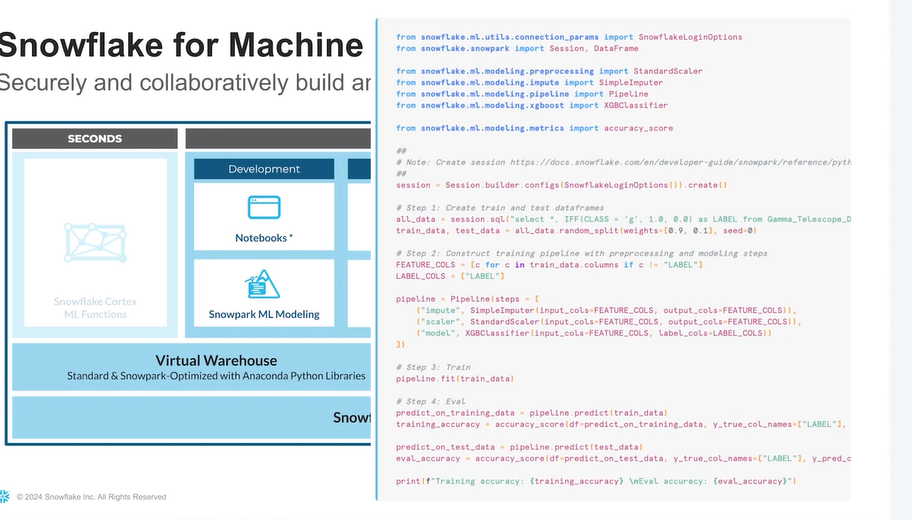 Snowflake for Machine
Securely and collaboratively build ar
SECONDS
Development
Notebooks *
Snowflake Cortex
ML Functions
Snowpark ML Modeling
Virtual Warehouse
Standard & Snowpark-Optimized with Anaconda Python Libraries
Snowf
© 2024 Snowflake Inc. All Rights Reserved
from snowflake.ml.utils.connection_params import SnowflakeLoginOptions
from snowflake.snowpark import Session, DataFrame
from snowflake.ml.modeling.preprocessing import StandardScaler
from snowflake.ml.modeling.impute import SimpleImputer
from snowflake.ml.modeling.pipeline import Pipeline
from snowflake.ml.modeling.xgboost import XGBClassifier
from snowflake.ml.modeling.metrics import accuracy_score
##
# Note: Create session https://docs.snowflake.com/en/developer-guide/snowpark/reference/pyth
##
session = Session.builder.configs(SnowflakeLoginOptions()).create()
# Step 1: Create train and test dataframes
all_data = session.sql("select *, IFF(CLASS = 'g', 1.0, 0.0) as LABEL from Gamma_Telescope_D
train_data, test_data = all_data.random_split(weights=[0.9, 0.1], seed=0)
# Step 2: Construct training pipeline with preprocessing and modeling steps
FEATURE_COLS = [c for c in train_data.columns if c != "LABEL"]
LABEL_COLS = ["LABEL"]
pipeline = Pipeline(steps = [
("impute", SimpleImputer(input_cols=FEATURE_COLS, output_cols=FEATURE_COLS)),
("scaler", StandardScaler(input_cols=FEATURE_COLS, output_cols=FEATURE_COLS)),
("model", XGBClassifier(input_cols=FEATURE_COLS, label_cols=LABEL_COLS))
])
# Step 3: Train
pipeline.fit(train_data)
# Step 4: Eval
predict_on_training_data = pipeline.predict(train_data)
training_accuracy = accuracy_score(df=predict_on_training_data, y_true_col_names=["LABEL"],
predict_on_test_data = pipeline.predict(test_data)
eval_accuracy = accuracy_score(df=predict_on_test_data, y_true_col_names=["LABEL"], y_pred_c
print(f"Training accuracy: {training_accuracy} \nEval accuracy: {eval_accuracy}")